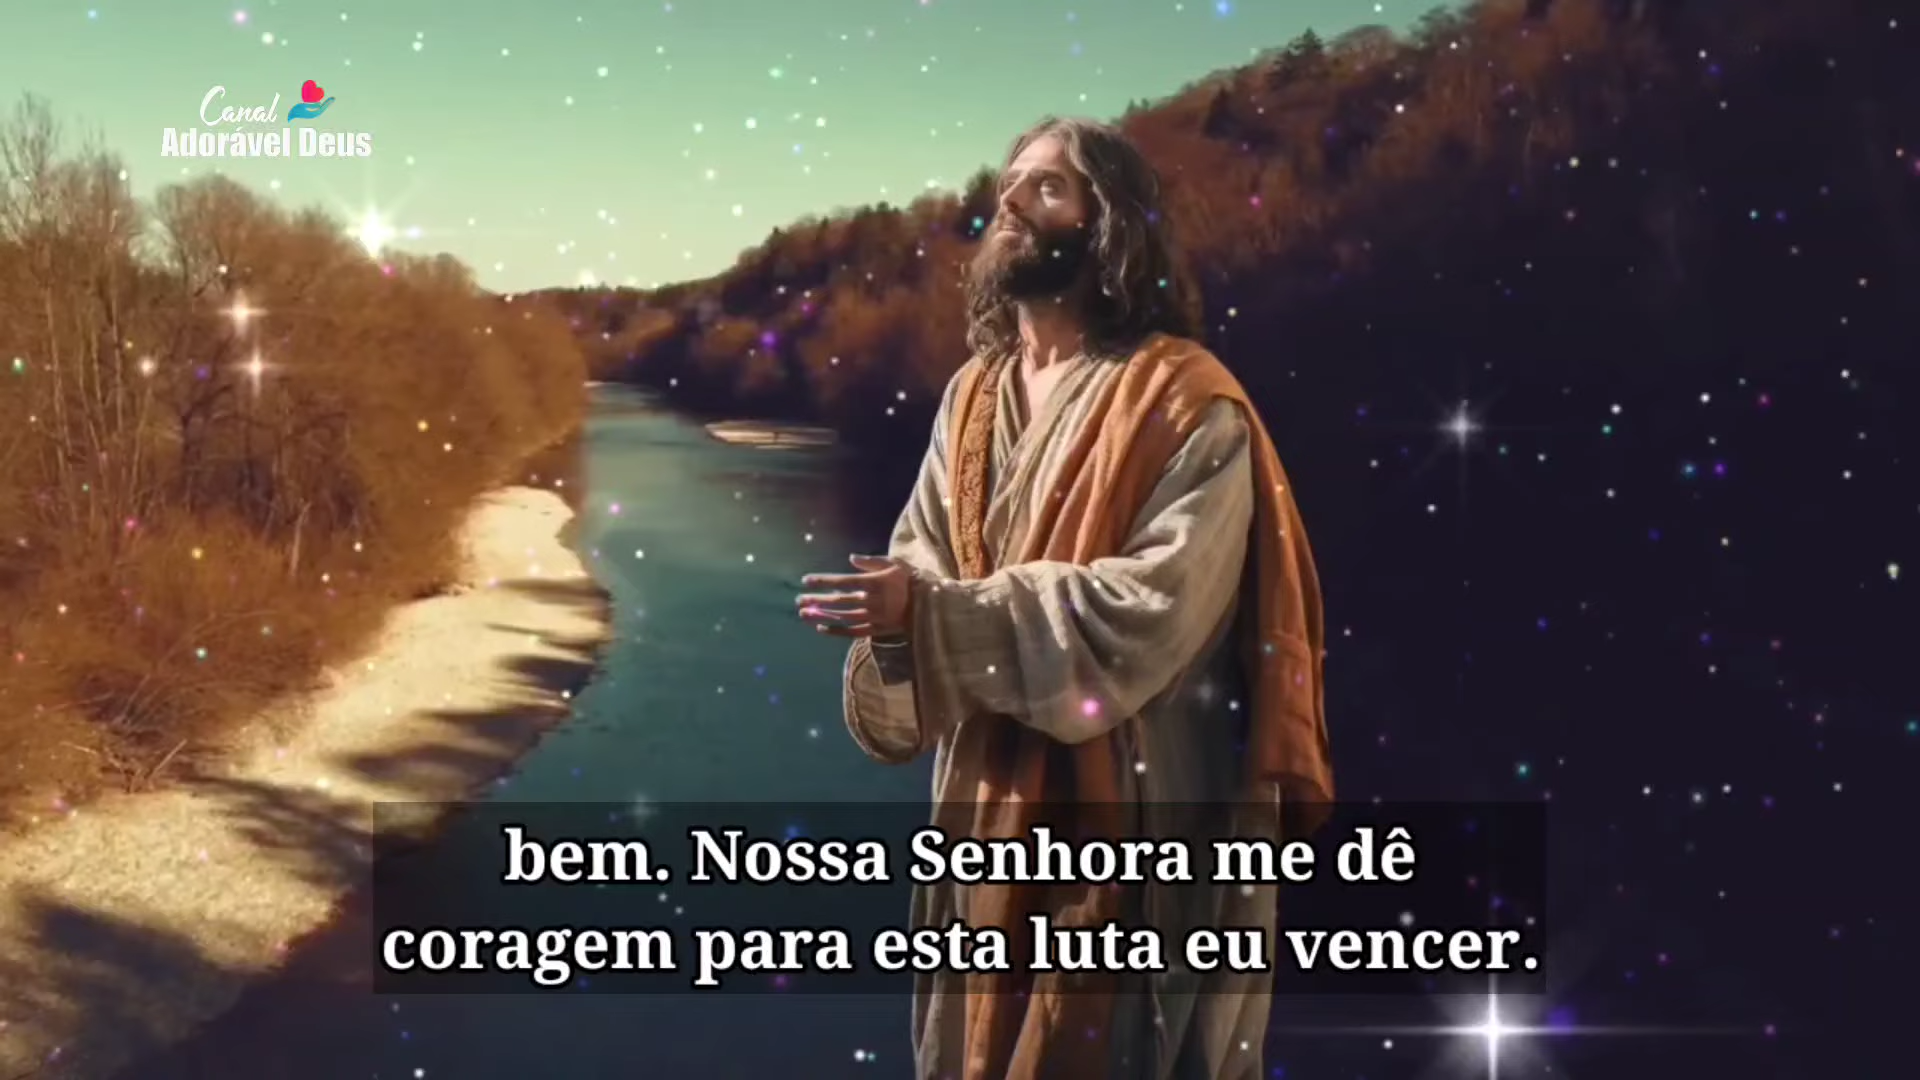 Canal
Adorável Deus
bem. Nossa Senhora me dê
coragem para esta luta eu vencer.